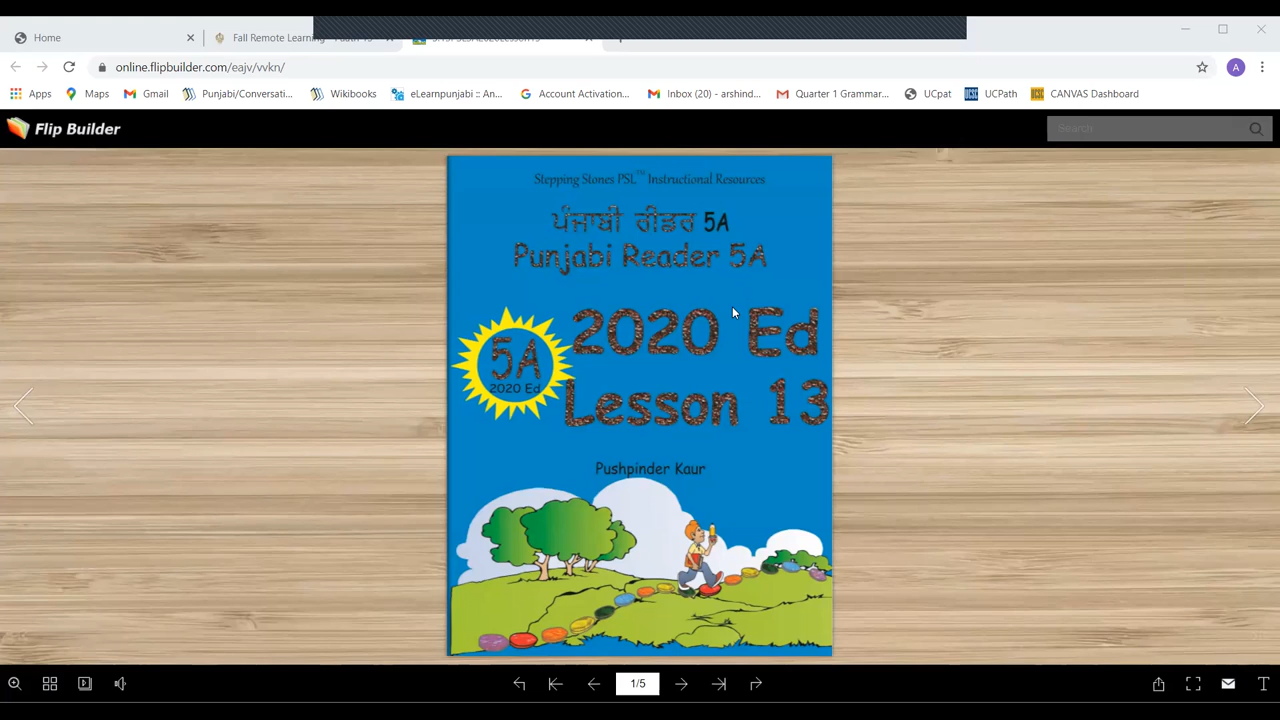 Home
Fall Remote Learning
online.flipbuilder.com/eajv/vvkn/
A
Apps
Maps
Gmail
Punjabi/Conversati...
Wikibooks
eLearnpunjabi :: An...
Account Activation...
Inbox (20) - arshind...
Quarter 1 Grammar...
UCpat
UCPath
CANVAS Dashboard
Flip Builder
Search
Stepping Stones PSL™ Instructional Resources
ਪੰਜਾਬੀ ਰੀਡਰ 5A
Punjabi Reader 5A
2020 Ed
5A
2020 Ed
Lesson 13
Pushpinder Kaur
1/5